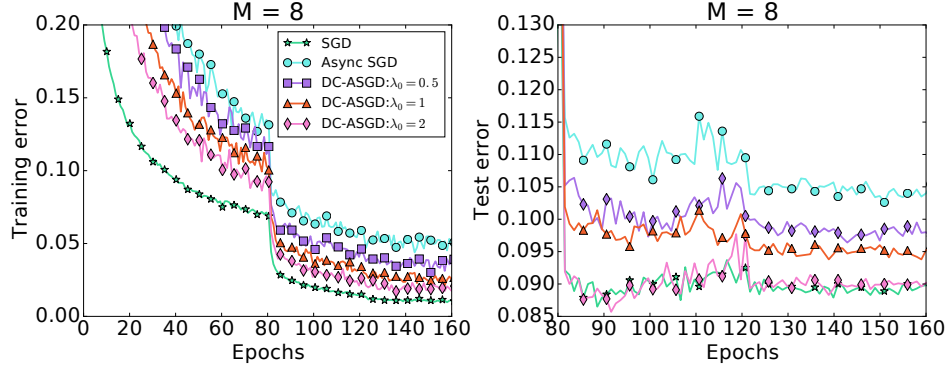 M = 8
0.20
0.15
0.10
0.05
0.00
Training error
0 20 40 60 80 100 120 140 160
Epochs
SGD
Async SGD
DC-ASGD:λ₀ = 0.5
DC-ASGD:λ₀ = 1
DC-ASGD:λ₀ = 2
M = 8
0.130
0.125
0.120
0.115
0.110
0.105
0.100
0.095
0.090
0.085
Test error
80 90 100 110 120 130 140 150 160
Epochs